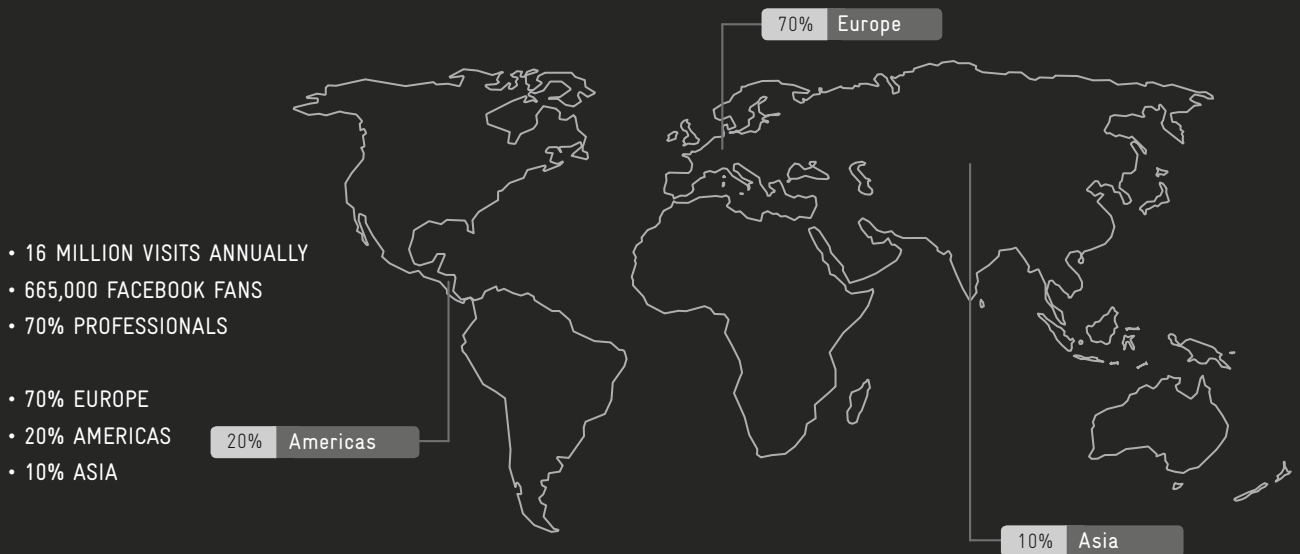 70% Europe
• 16 MILLION VISITS ANNUALLY
• 665,000 FACEBOOK FANS
• 70% PROFESSIONALS
• 70% EUROPE
• 20% AMERICAS
• 10% ASIA
20% Americas
10% Asia